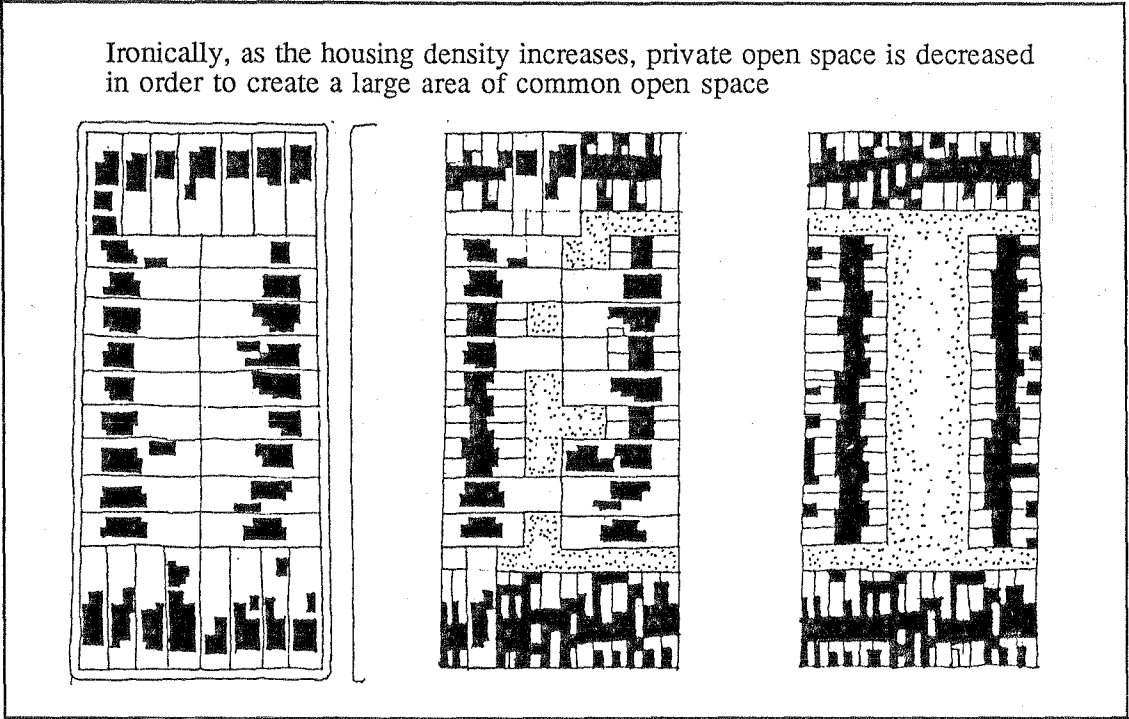 Ironically, as the housing density increases, private open space is decreased
in order to create a large area of common open space